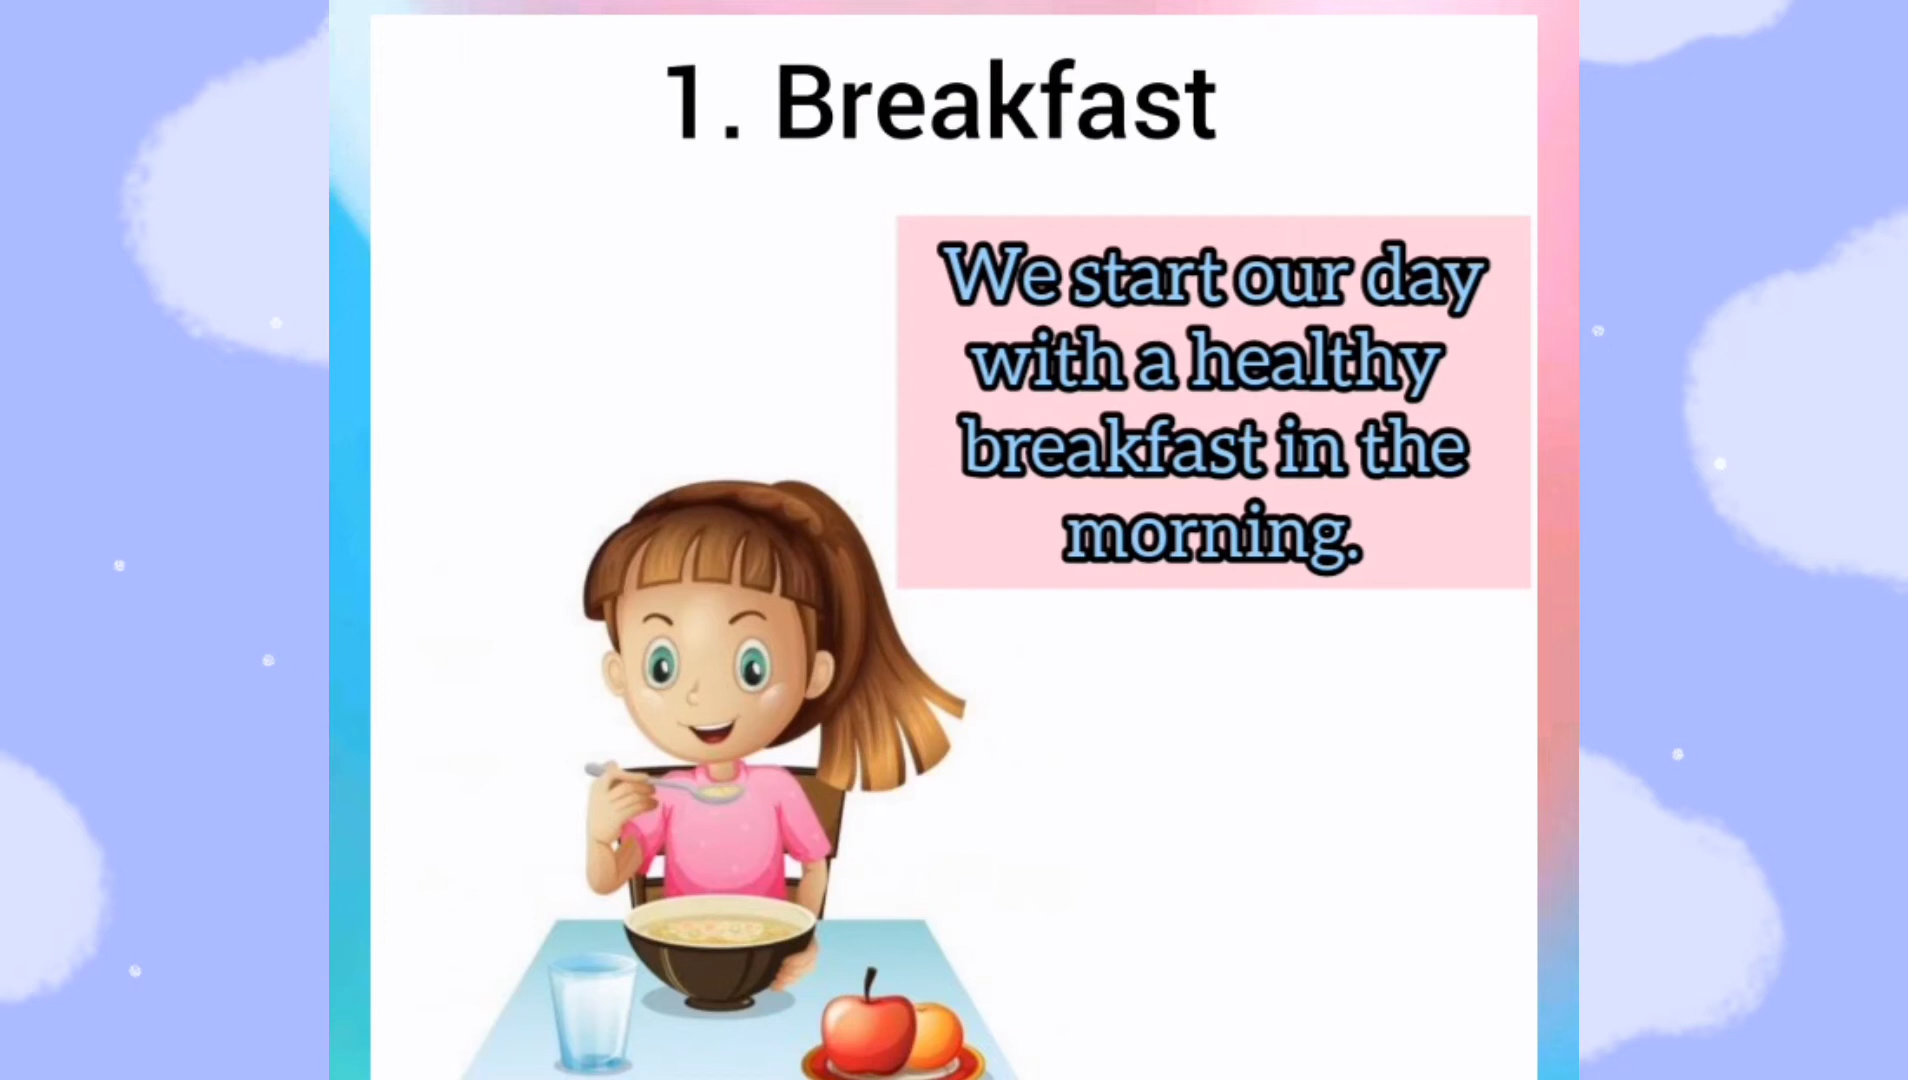 1. Breakfast
We start our day
with a healthy
breakfast in the
morning.